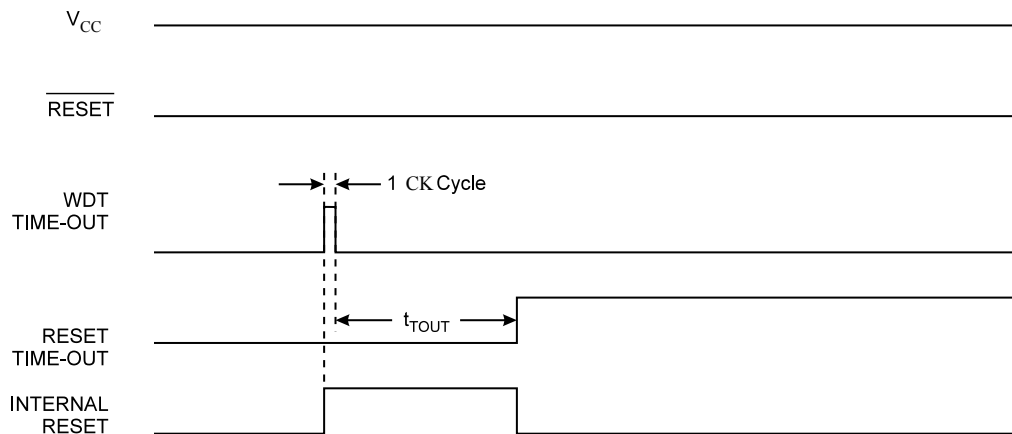 VCC
RESET
1 CK Cycle
WDT
TIME-OUT
tTOUT
RESET
TIME-OUT
INTERNAL
RESET